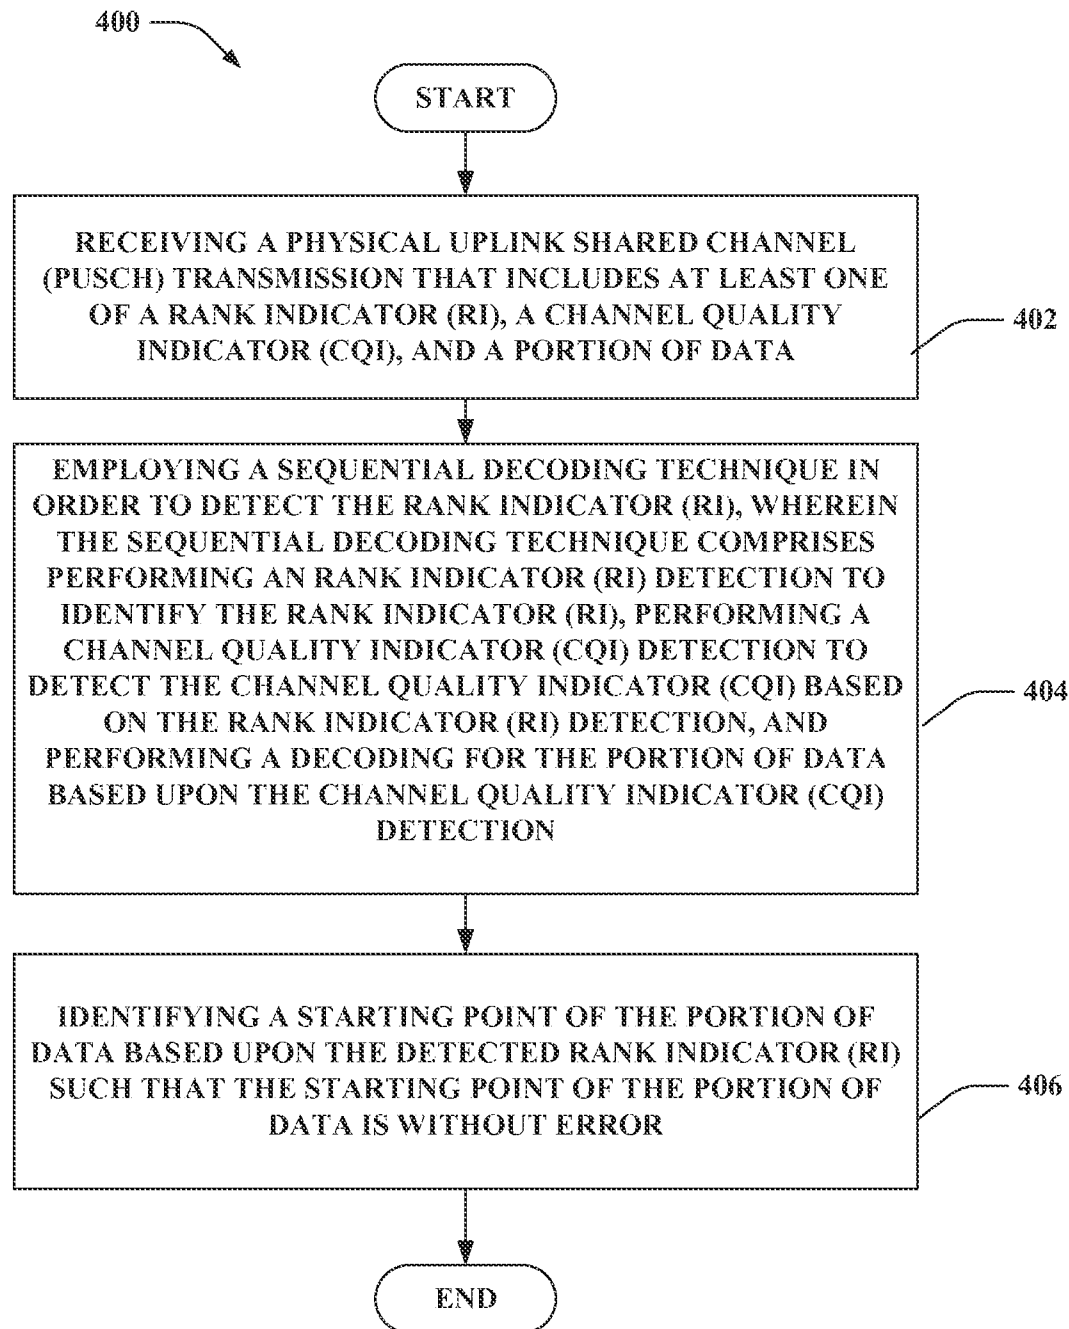 400
START
RECEIVING A PHYSICAL UPLINK SHARED CHANNEL
(PUSCH) TRANSMISSION THAT INCLUDES AT LEAST ONE
OF A RANK INDICATOR (RI), A CHANNEL QUALITY
INDICATOR (CQI), AND A PORTION OF DATA
402
EMPLOYING A SEQUENTIAL DECODING TECHNIQUE IN
ORDER TO DETECT THE RANK INDICATOR (RI), WHEREIN
THE SEQUENTIAL DECODING TECHNIQUE COMPRISES
PERFORMING AN RANK INDICATOR (RI) DETECTION TO
IDENTIFY THE RANK INDICATOR (RI), PERFORMING A
CHANNEL QUALITY INDICATOR (CQI) DETECTION TO
DETECT THE CHANNEL QUALITY INDICATOR (CQI) BASED
ON THE RANK INDICATOR (RI) DETECTION, AND
PERFORMING A DECODING FOR THE PORTION OF DATA
BASED UPON THE CHANNEL QUALITY INDICATOR (CQI)
DETECTION
404
IDENTIFYING A STARTING POINT OF THE PORTION OF
DATA BASED UPON THE DETECTED RANK INDICATOR (RI)
SUCH THAT THE STARTING POINT OF THE PORTION OF
DATA IS WITHOUT ERROR
406
END